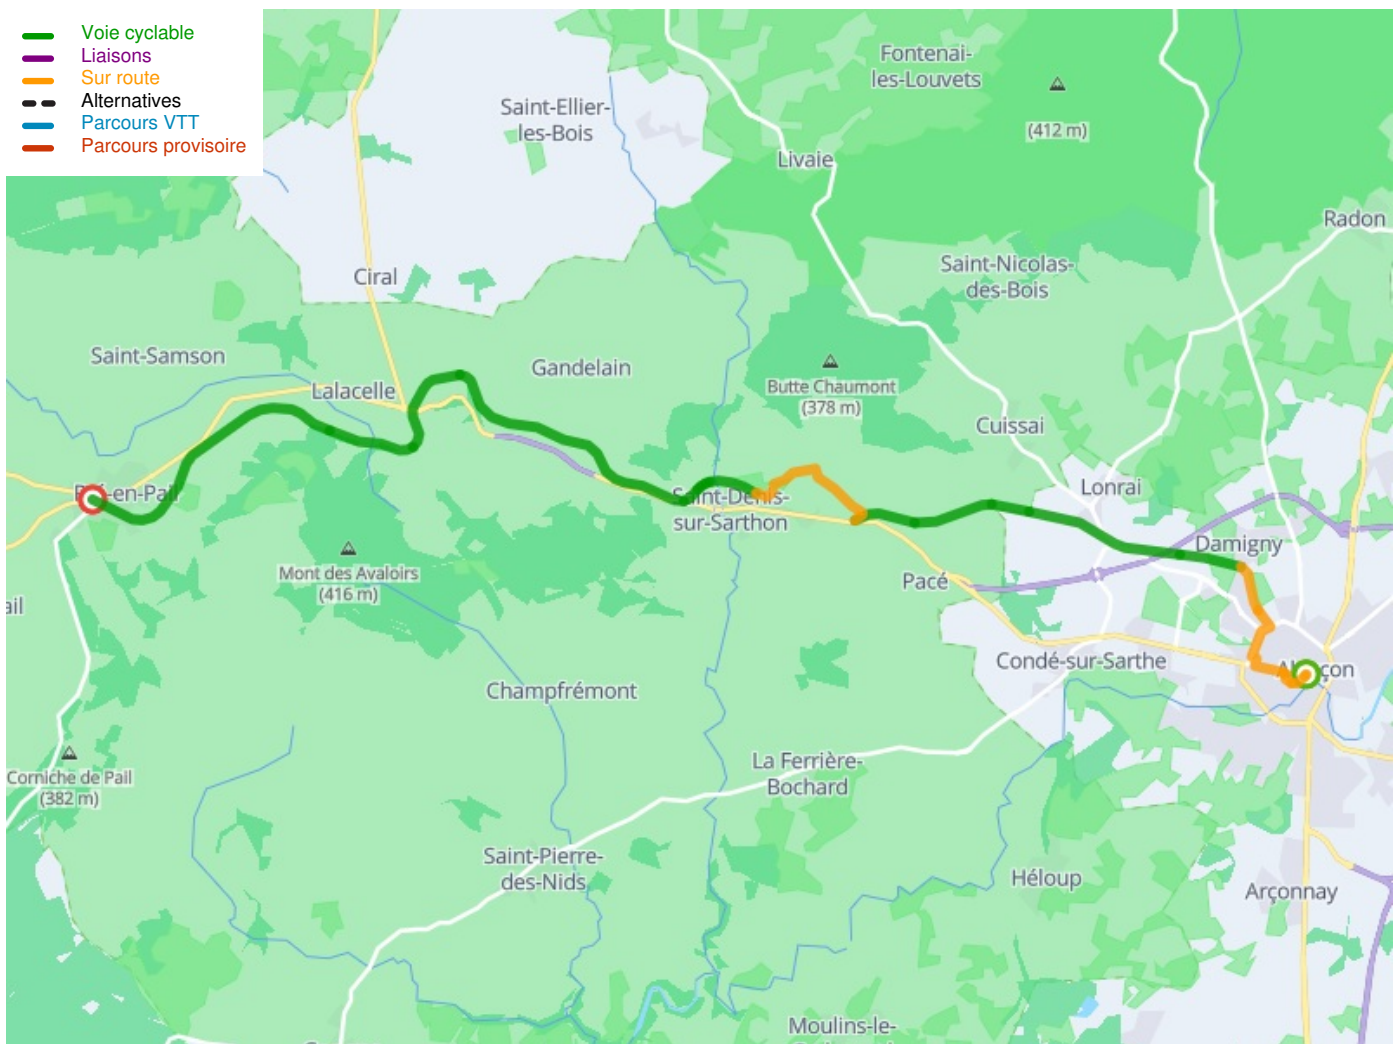 Voie cyclable
Liaisons
Sur route
Alternatives
Parcours VTT
Parcours provisoire
Fontenai-
les-Louvets
(412 m)
Saint-Ellier-
les-Bois
Livaie
Radon
Saint-Nicolas-
des-Bois
Ciral
Saint-Samson
Gandelain
Lalacelle
Butte Chaumont
(378 m)
Cuissai
Lonrai
Saint-Denis-
sur-Sarthon
Damigny
Mont des Avaloirs
(416 m)
Pacé
ail
Condé-sur-Sarthe
Champfrémont
Corniche de Pail
(382 m)
La Ferrière-
Bochard
Saint-Pierre-
des-Nids
Héloup
Arçonnay
Moulins-le-